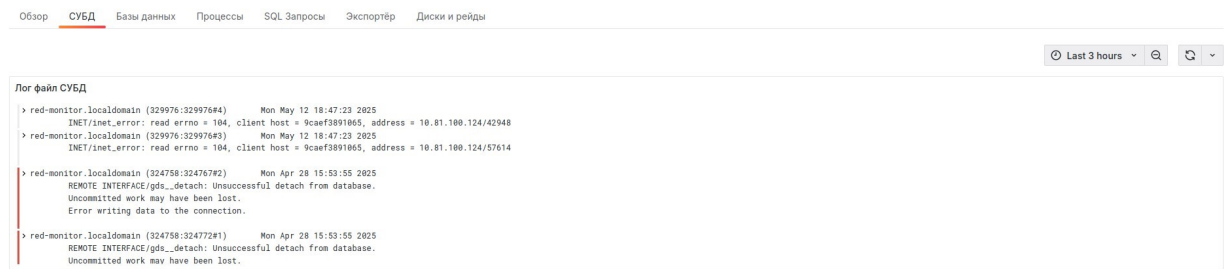 Обзор СУБД Базы данных Процессы SQL Запросы Экспортёр Диски и рейды
Last 3 hours
Лог файл СУБД
> red-monitor.localdomain (329976:329976#4) Mon May 12 18:47:23 2025
INET/inet_error: read errno = 104, client host = 9caef3891065, address = 10.81.100.124/42948
> red-monitor.localdomain (329976:329976#3) Mon May 12 18:47:23 2025
INET/inet_error: read errno = 104, client host = 9caef3891065, address = 10.81.100.124/57614
> red-monitor.localdomain (324758:324767#2) Mon Apr 28 15:53:55 2025
REMOTE INTERFACE/gds__detach: Unsuccessful detach from database.
Uncommitted work may have been lost.
Error writing data to the connection.
> red-monitor.localdomain (324758:324772#1) Mon Apr 28 15:53:55 2025
REMOTE INTERFACE/gds__detach: Unsuccessful detach from database.
Uncommitted work may have been lost.